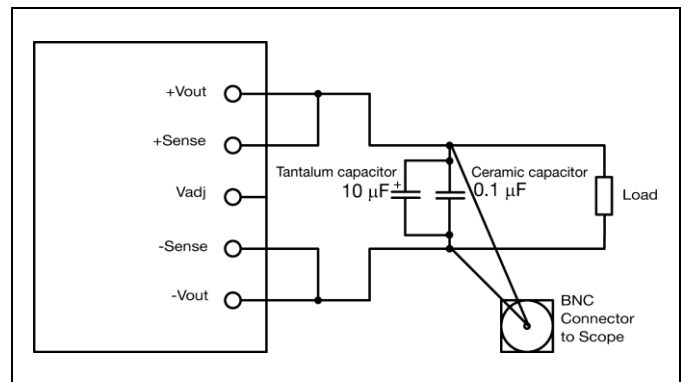 +Vout
+Sense
Vadj
-Sense
-Vout
Tantalum capacitor
10 µF
+
Ceramic capacitor
0.1 µF
Load
BNC
Connector
to Scope